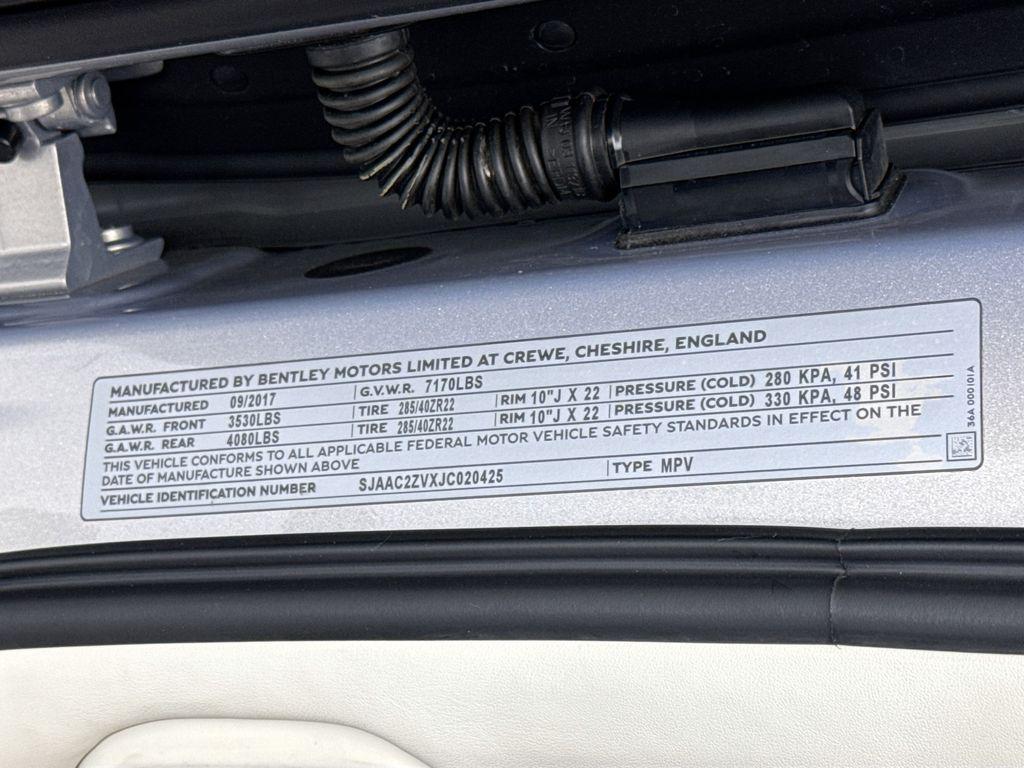 MANUFACTURED BY BENTLEY MOTORS LIMITED AT CREWE, CHESHIRE, ENGLAND
MANUFACTURED 09/2017 G.V.W.R. 7170LBS
G.A.W.R. FRONT 3530LBS TIRE 285/40ZR22 RIM 10"J X 22 PRESSURE (COLD) 280 KPA, 41 PSI
G.A.W.R. REAR 4080LBS TIRE 285/40ZR22 RIM 10"J X 22 PRESSURE (COLD) 330 KPA, 48 PSI
THIS VEHICLE CONFORMS TO ALL APPLICABLE FEDERAL MOTOR VEHICLE SAFETY STANDARDS IN EFFECT ON THE
DATE OF MANUFACTURE SHOWN ABOVE
VEHICLE IDENTIFICATION NUMBER SJAAC2ZVXJC020425 TYPE MPV
36A 000101A